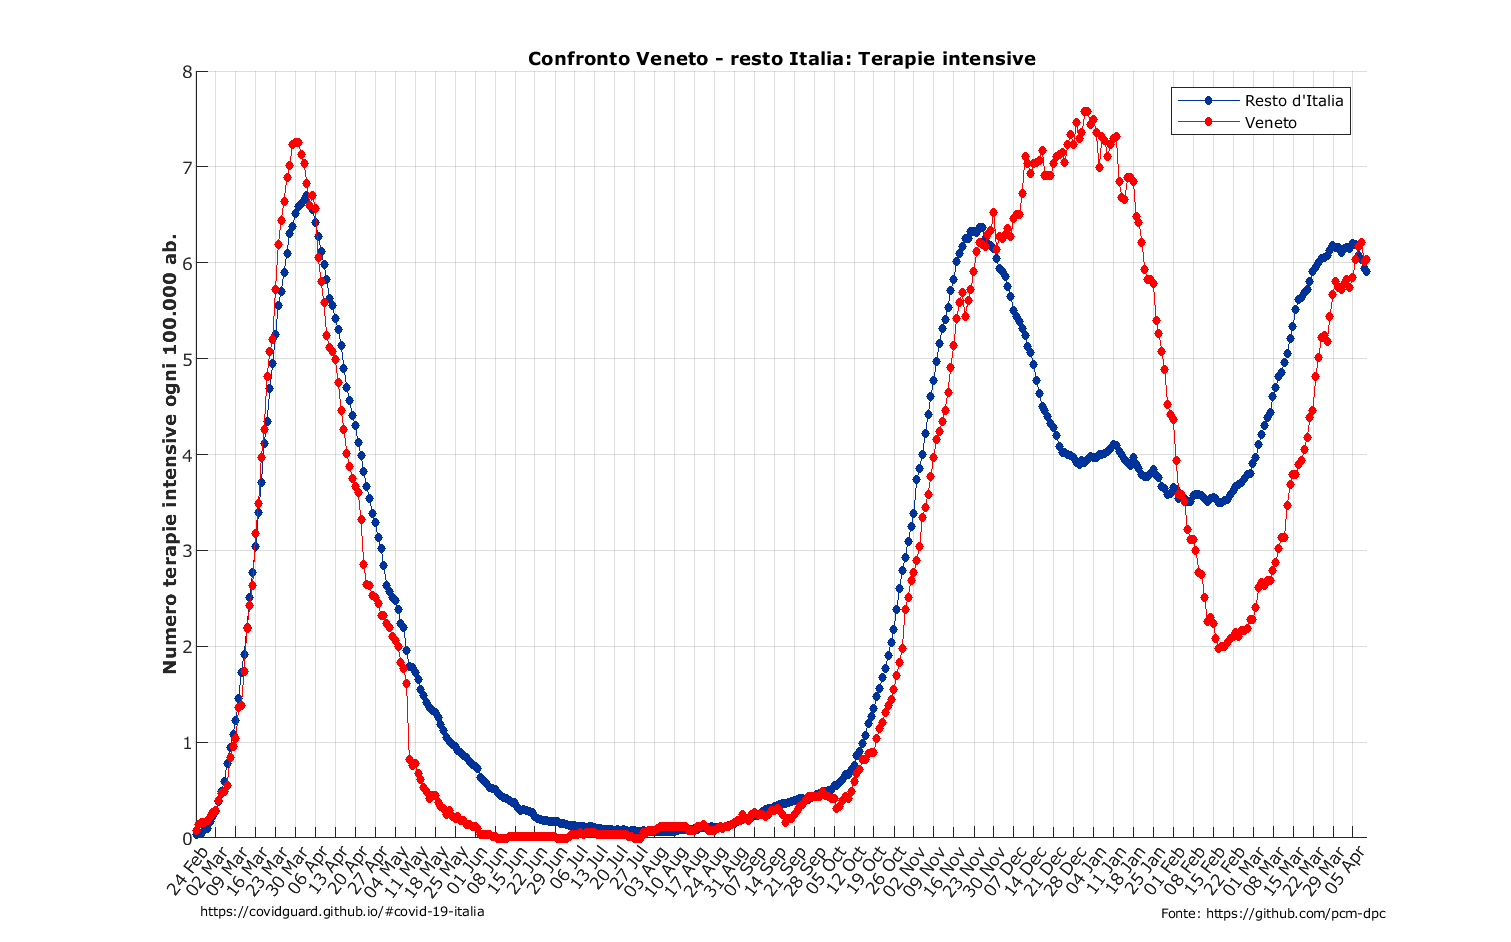 Confronto Veneto - resto Italia: Terapie intensive
Resto d'Italia
Veneto
Numero terapie intensive ogni 100.000 ab.
8
7
6
5
4
3
2
1
0
24 Feb
02 Mar
09 Mar
16 Mar
23 Mar
30 Mar
06 Apr
13 Apr
20 Apr
27 Apr
04 May
11 May
18 May
25 May
01 Jun
08 Jun
15 Jun
22 Jun
29 Jun
06 Jul
13 Jul
20 Jul
27 Jul
03 Aug
10 Aug
17 Aug
24 Aug
31 Aug
07 Sep
14 Sep
21 Sep
28 Sep
05 Oct
12 Oct
19 Oct
26 Oct
02 Nov
09 Nov
16 Nov
23 Nov
30 Nov
07 Dec
14 Dec
21 Dec
28 Dec
04 Jan
11 Jan
18 Jan
25 Jan
01 Feb
08 Feb
15 Feb
22 Feb
01 Mar
08 Mar
15 Mar
22 Mar
29 Mar
05 Apr
https://covidguard.github.io/#covid-19-italia
Fonte: https://github.com/pcm-dpc